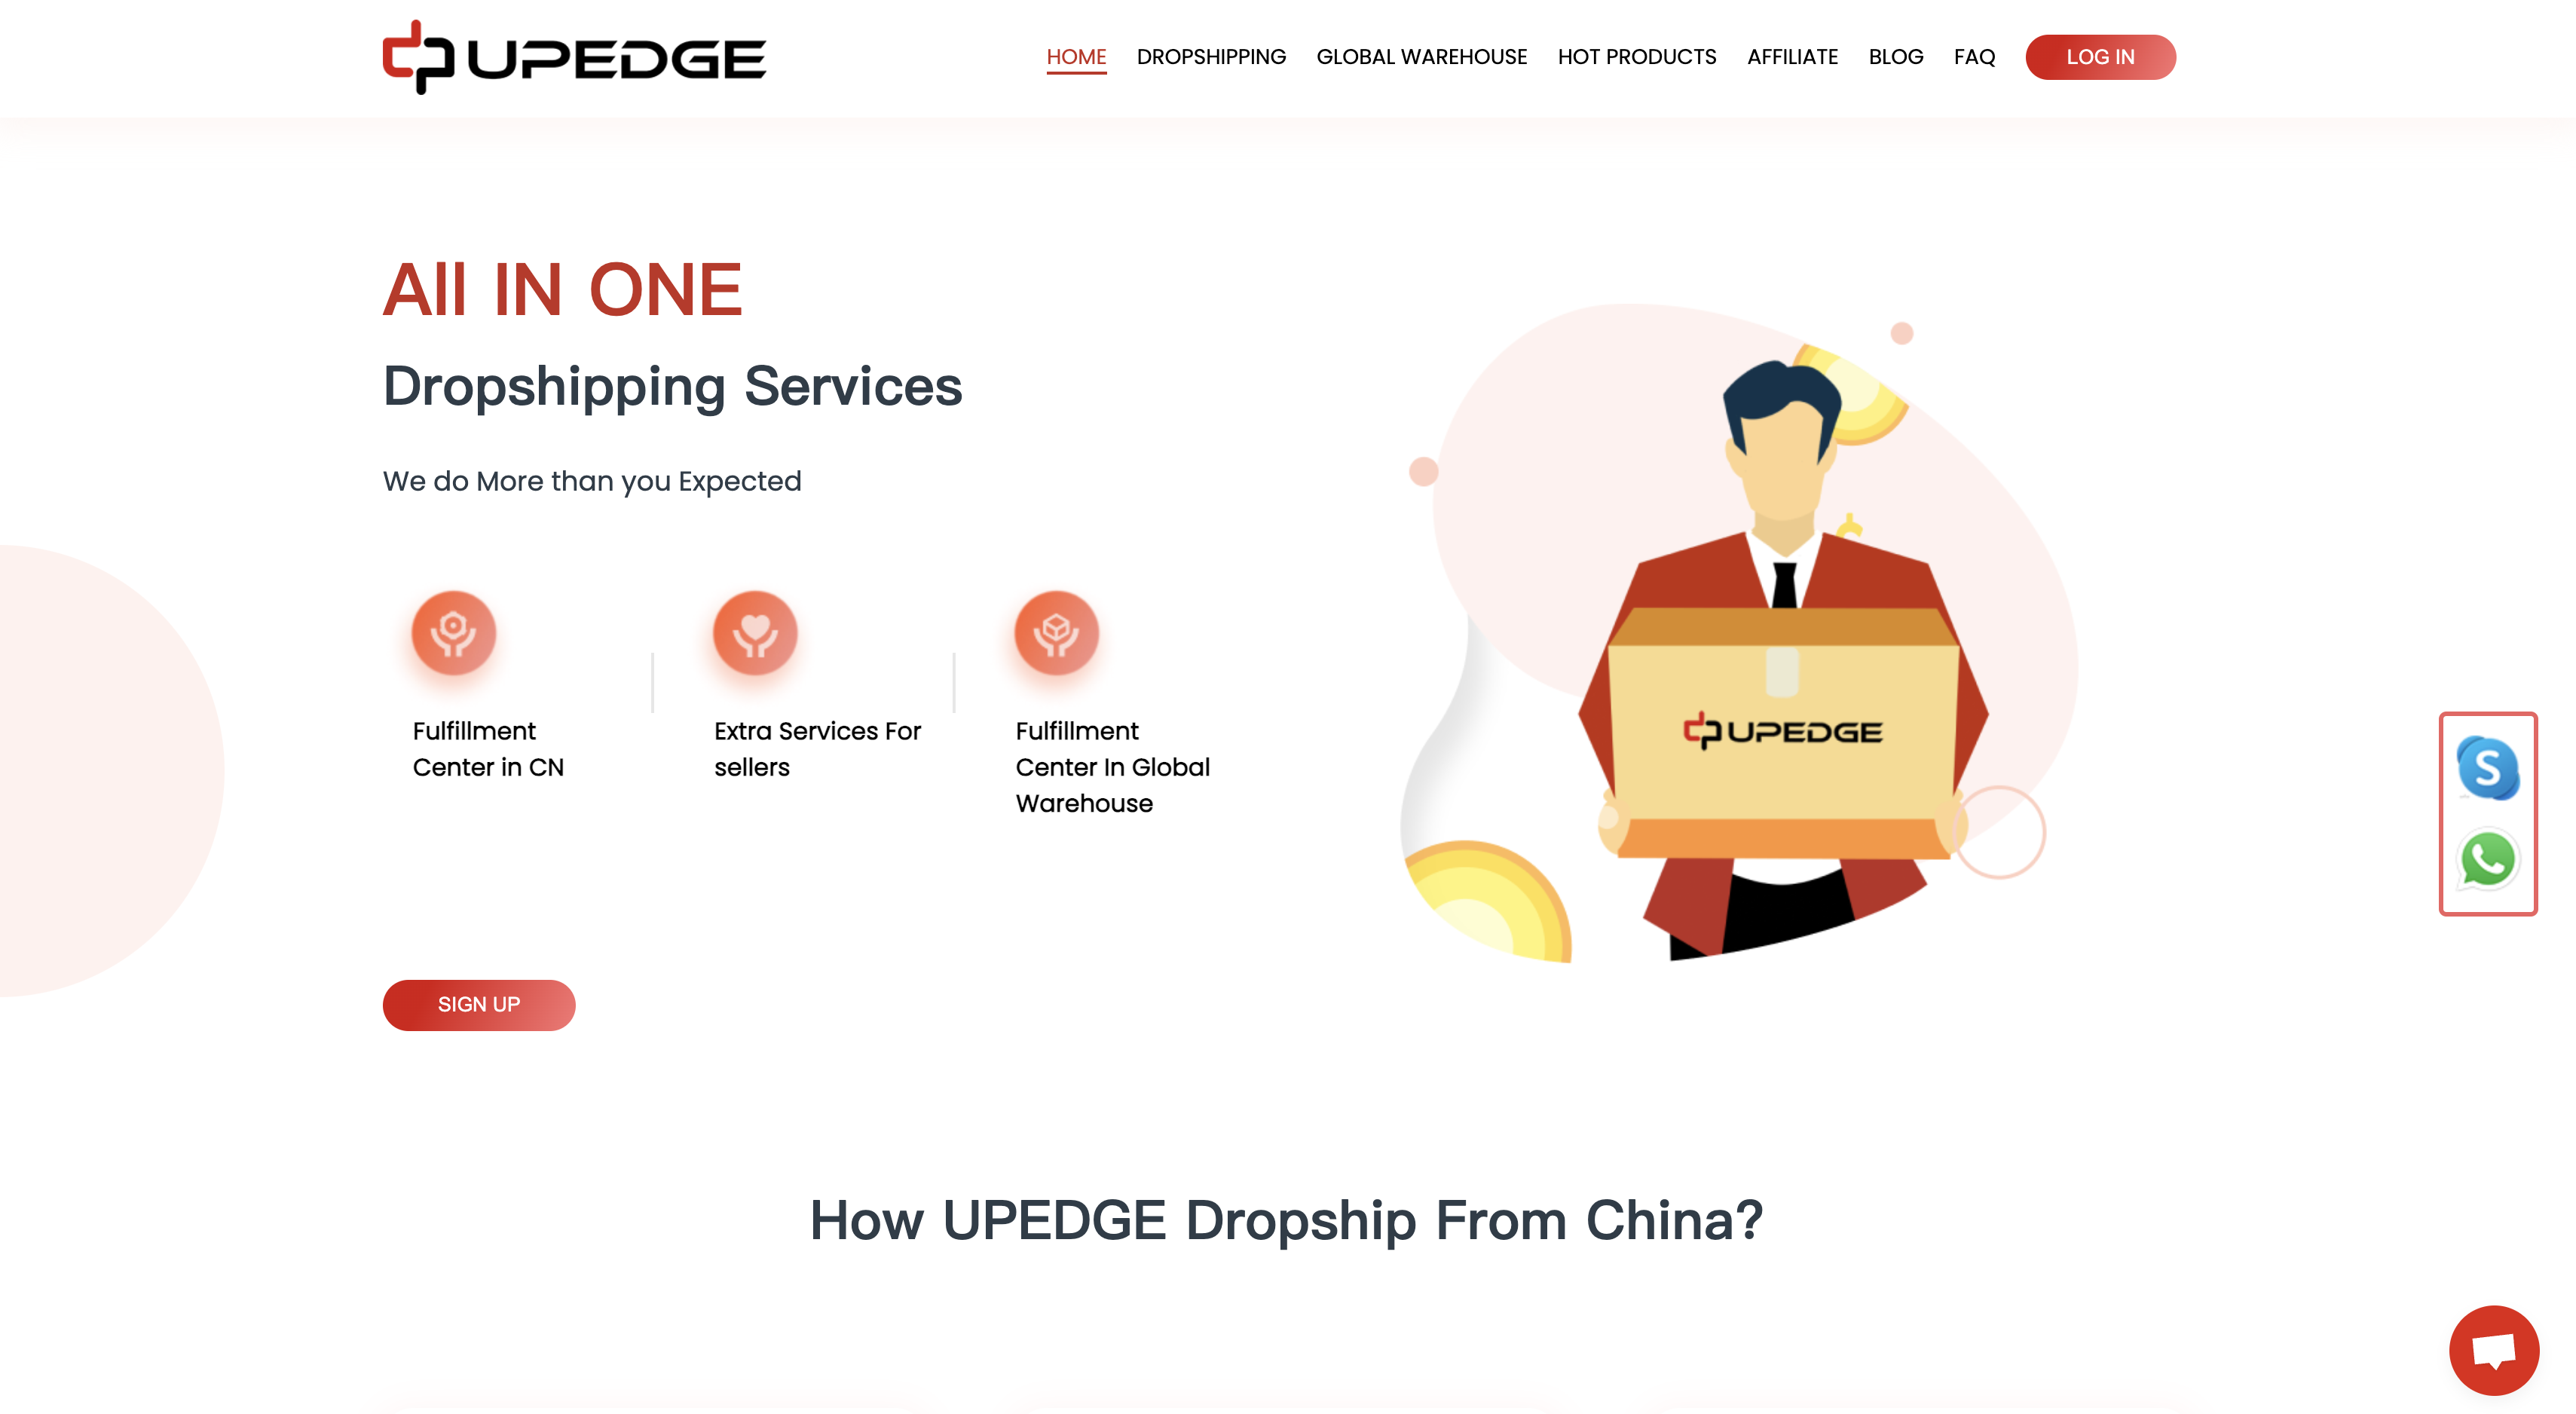 UPEDGE
HOME DROPSHIPPING GLOBAL WAREHOUSE HOT PRODUCTS AFFILIATE BLOG FAQ LOG IN
All IN ONE
Dropshipping Services
We do More than you Expected
Fulfillment
Center in CN
Extra Services For
sellers
Fulfillment
Center In Global
Warehouse
UPEDGE
SIGN UP
How UPEDGE Dropship From China?